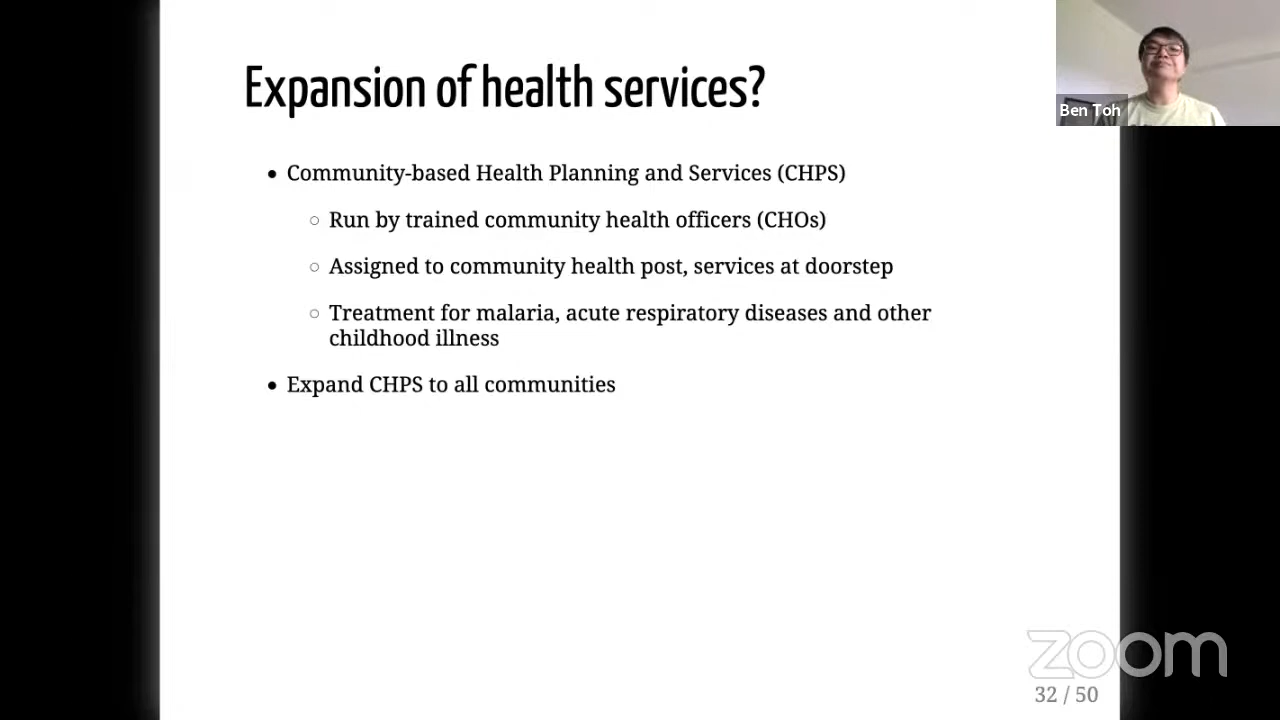 Expansion of health services?
Ben Toh
• Community-based Health Planning and Services (CHPS)
○ Run by trained community health officers (CHOs)
○ Assigned to community health post, services at doorstep
○ Treatment for malaria, acute respiratory diseases and other
childhood illness
• Expand CHPS to all communities
zoom
32 / 50